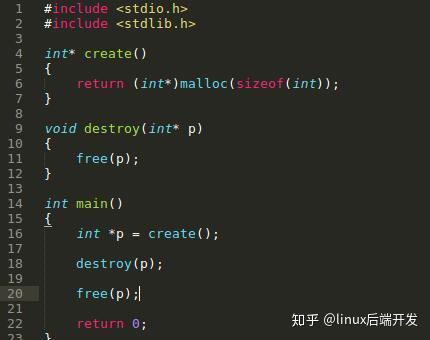 1 #include <stdio.h>
2 #include <stdlib.h>
3
4 int* create()
5 {
6     return (int*)malloc(sizeof(int));
7 }
8
9 void destroy(int* p)
10 {
11     free(p);
12 }
13
14 int main()
15 {
16     int *p = create();
17
18     destroy(p);
19
20     free(p);
21
22     return 0;
23 }
知乎 @linux后端开发